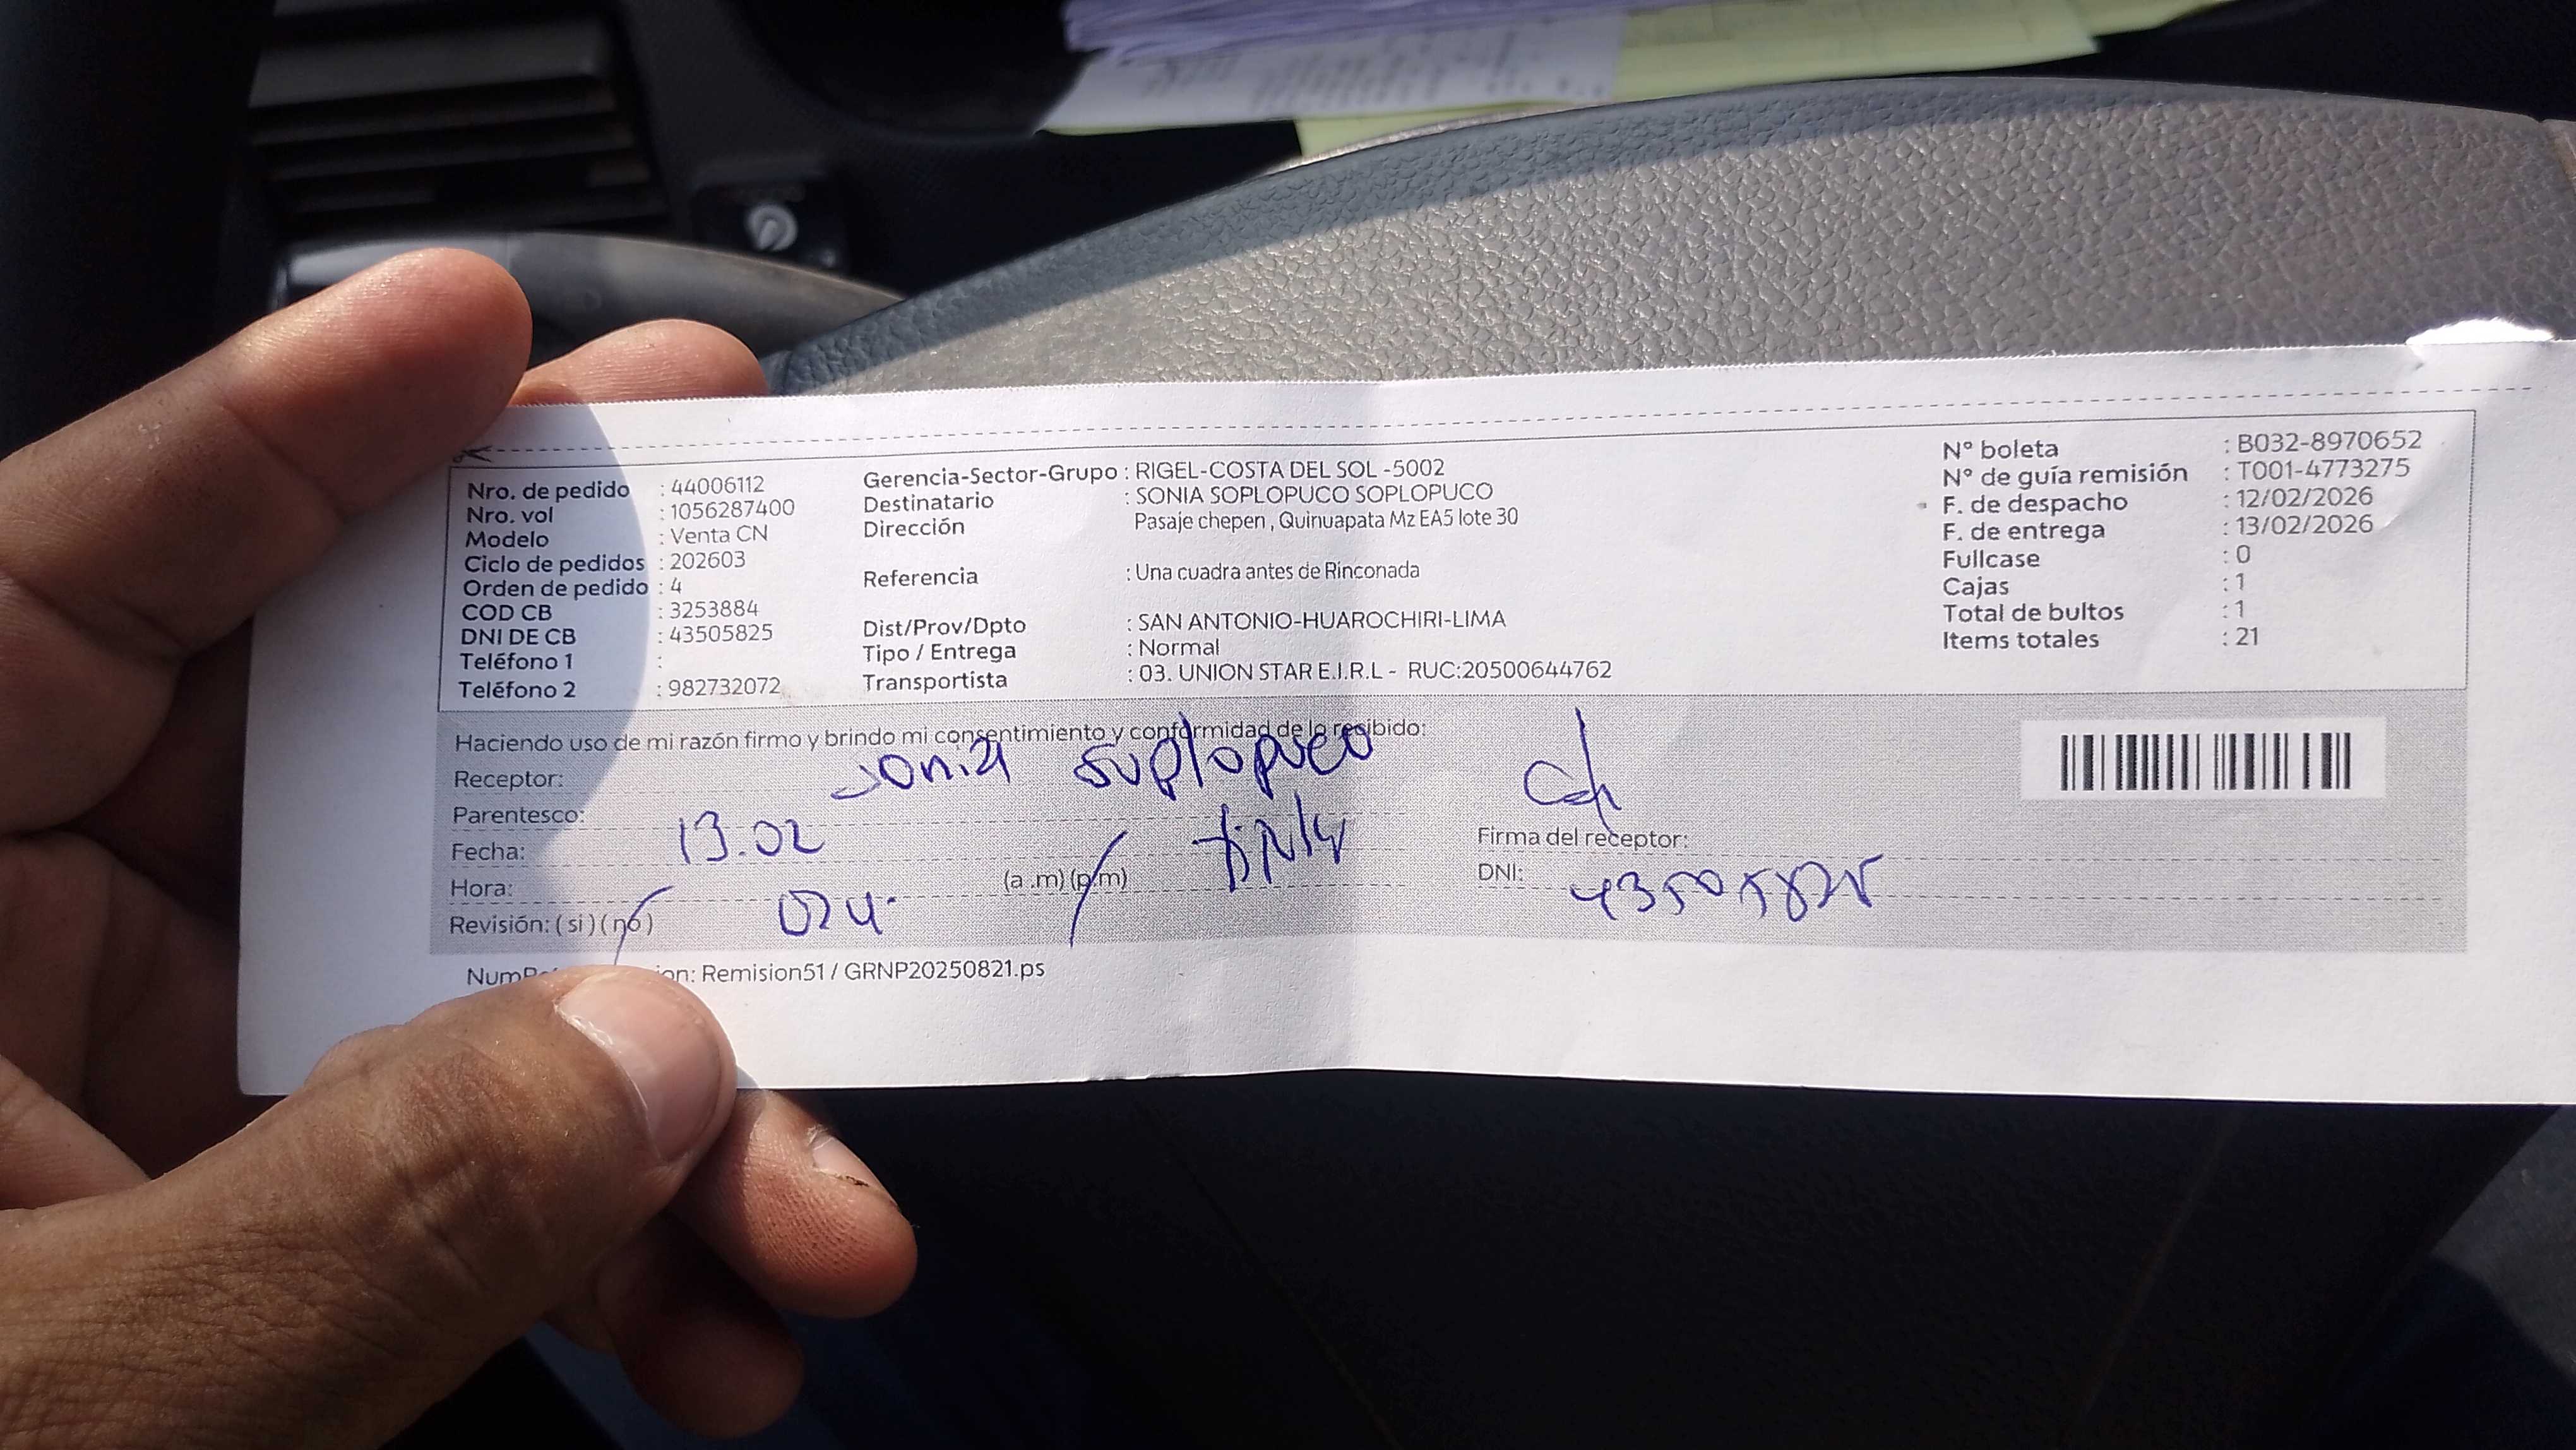 Nro. de pedido : 44006112
Nro. vol : 1056287400
Modelo : Venta CN
Ciclo de pedidos : 202603
Orden de pedido : 4
COD CB : 3253884
DNI DE CB : 43505825
Teléfono 1 :
Teléfono 2 : 982732072
Gerencia-Sector-Grupo : RIGEL-COSTA DEL SOL -5002
Destinatario : SONIA SOPLOPUCO SOPLOPUCO
Dirección Pasaje chepen , Quinuapata Mz EA5 lote 30
Referencia : Una cuadra antes de Rinconada
Dist/Prov/Dpto : SAN ANTONIO-HUAROCHIRI-LIMA
Tipo / Entrega : Normal
Transportista : 03. UNION STAR E.I.R.L - RUC:20500644762
N° boleta : B032-8970652
N° de guía remisión : T001-4773275
F. de despacho : 12/02/2026
F. de entrega : 13/02/2026
Fullcase : 0
Cajas : 1
Total de bultos : 1
Items totales : 21
Haciendo uso de mi razón firmo y brindo mi consentimiento y conformidad de lo recibido:
Receptor: Sonia Suplopuco
Parentesco:
Fecha: 13.02
Hora: (a .m) (p.m)
Revisión: ( si ) ( no )
Firma del receptor:
DNI: 43505825
ion: Remision51 / GRNP20250821.ps